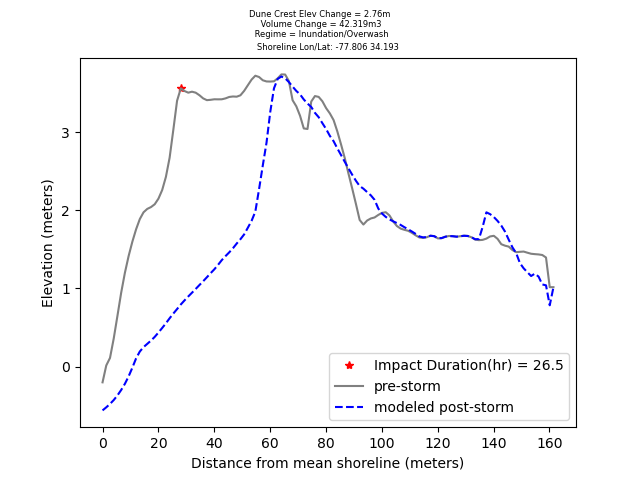 Dune Crest Elev Change = 2.76m
Volume Change = 42.319m3
Regime = Inundation/Overwash
Shoreline Lon/Lat: -77.806 34.193
3
2
1
0
Elevation (meters)
Impact Duration(hr) = 26.5
pre-storm
modeled post-storm
0 20 40 60 80 100 120 140 160
Distance from mean shoreline (meters)